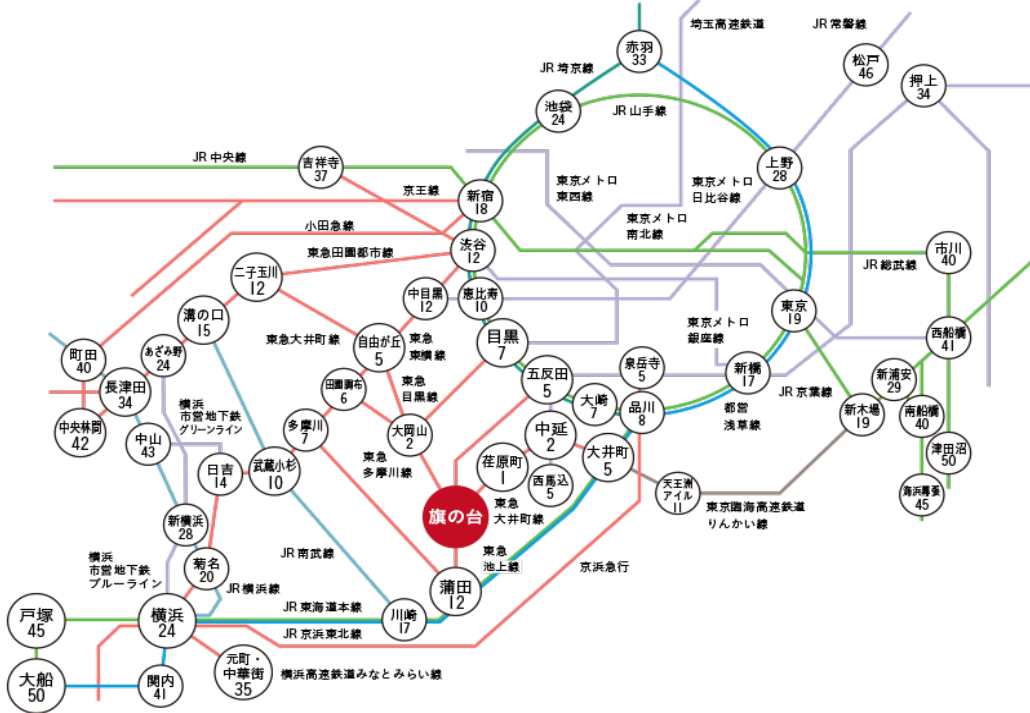 埼玉高速鉄道
JR 常磐線
赤羽
33
松戸
46
JR 埼京線
押上
34
池袋
24
JR 山手線
JR 中央線
吉祥寺
37
上野
28
京王線
新宿
18
東京メトロ
東西線
東京メトロ
日比谷線
小田急線
東京メトロ
南北線
東急田園都市線
渋谷
12
市川
40
JR 総武線
二子玉川
12
中目黒
12
恵比寿
10
東京
19
溝の口
15
東急大井町線
自由が丘
5
東急
東横線
目黒
7
東京メトロ
銀座線
西船橋
41
町田
40
あざみ野
24
長津田
34
田園調布
6
東急
目黒線
五反田
5
泉岳寺
5
新橋
17
JR 京葉線
新浦安
29
中央林間
42
横浜
市営地下鉄
グリーンライン
中山
43
多摩川
7
大岡山
2
大崎
7
品川
8
都営
浅草線
新木場
19
南船橋
40
中延
2
大井町
5
津田沼
50
日吉
14
武蔵小杉
10
東急
多摩川線
荏原町
1
西馬込
5
天王洲
アイル
11
海浜幕張
45
旗の台
東急
大井町線
東京臨海高速鉄道
りんかい線
新横浜
28
横浜
市営地下鉄
ブルーライン
菊名
20
JR 南武線
東急
池上線
京浜急行
JR 横浜線
蒲田
12
戸塚
45
横浜
24
JR 東海道本線
川崎
17
JR 京浜東北線
大船
50
関内
41
元町・
中華街
35
横浜高速鉄道みなとみらい線